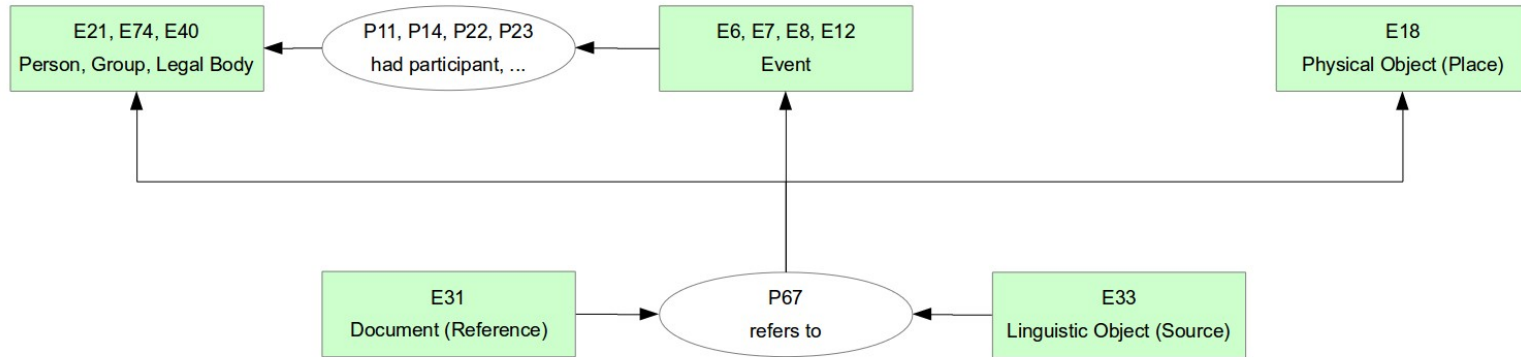 E21, E74, E40
Person, Group, Legal Body
P11, P14, P22, P23
had participant, ...
E6, E7, E8, E12
Event
E18
Physical Object (Place)
E31
Document (Reference)
P67
refers to
E33
Linguistic Object (Source)